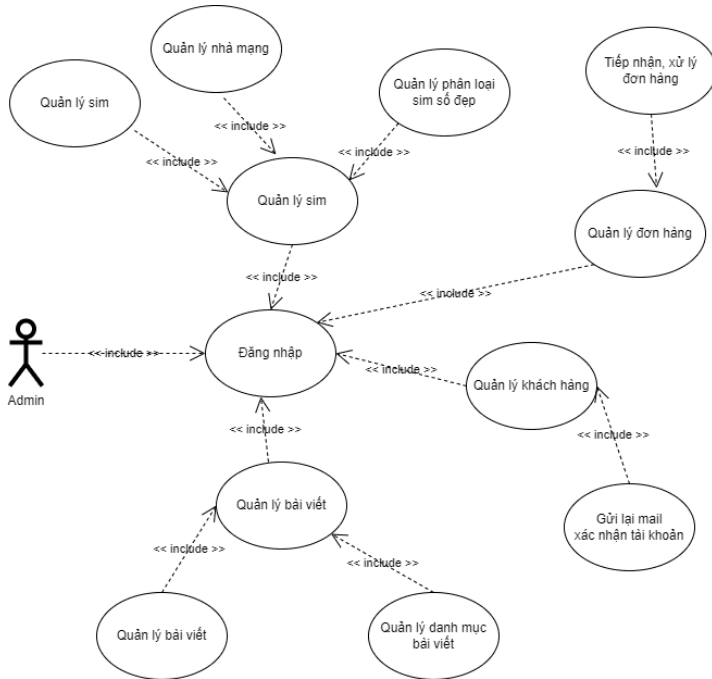 Quản lý nhà mạng
Tiếp nhận, xử lý
đơn hàng
Quản lý sim
Quản lý phân loại
sim số đẹp
<< include >>
<< include >>
<< include >>
<< include >>
Quản lý sim
Quản lý đơn hàng
<< include >>
<< include >>
Admin
<< include >>
Đăng nhập
<< include >>
Quản lý khách hàng
<< include >>
<< include >>
Quản lý bài viết
Gửi lại mail
xác nhận tài khoản
<< include >>
<< include >>
Quản lý bài viết
Quản lý danh mục
bài viết